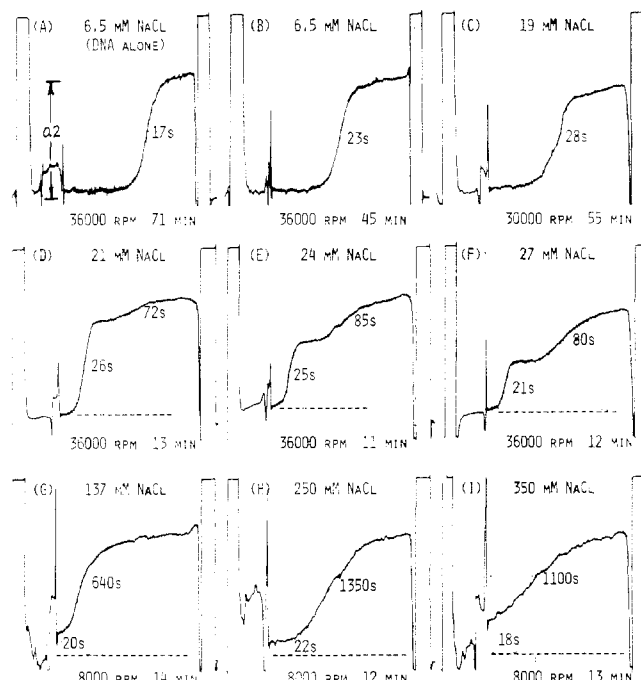 (A) 6.5 mM NaCl
(DNA ALONE)
a2
17s
36000 RPM 71 MIN
(B) 6.5 mM NaCl
23s
36000 RPM 45 MIN
(C) 19 mM NaCl
28s
30000 RPM 55 MIN
(D) 21 mM NaCl
72s
26s
36000 RPM 13 MIN
(E) 24 mM NaCl
85s
25s
36000 RPM 11 MIN
(F) 27 mM NaCl
80s
21s
36000 RPM 12 MIN
(G) 137 mM NaCl
640s
20s
8000 RPM 14 MIN
(H) 250 mM NaCl
1350s
22s
8000 RPM 12 MIN
(I) 350 mM NaCl
1100s
18s
8000 RPM 13 MIN